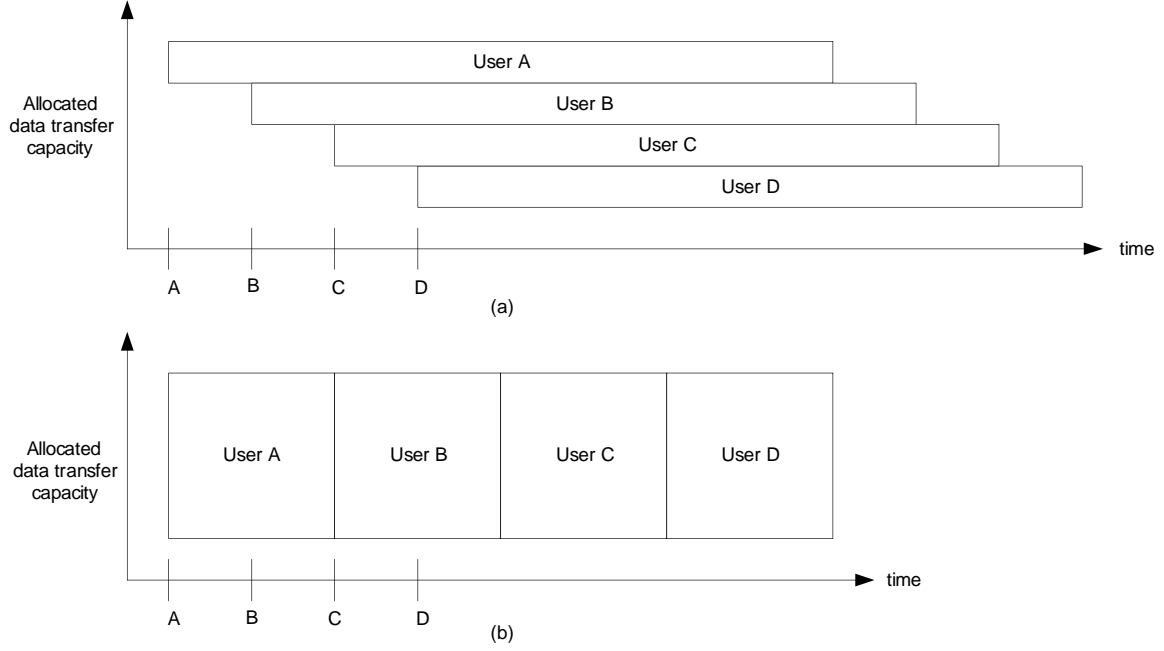 User A
User B
Allocated
data transfer
capacity
User C
User D
time
A
B
C
D
(a)
Allocated
data transfer
capacity
User A
User B
User C
User D
time
A
B
C
D
(b)